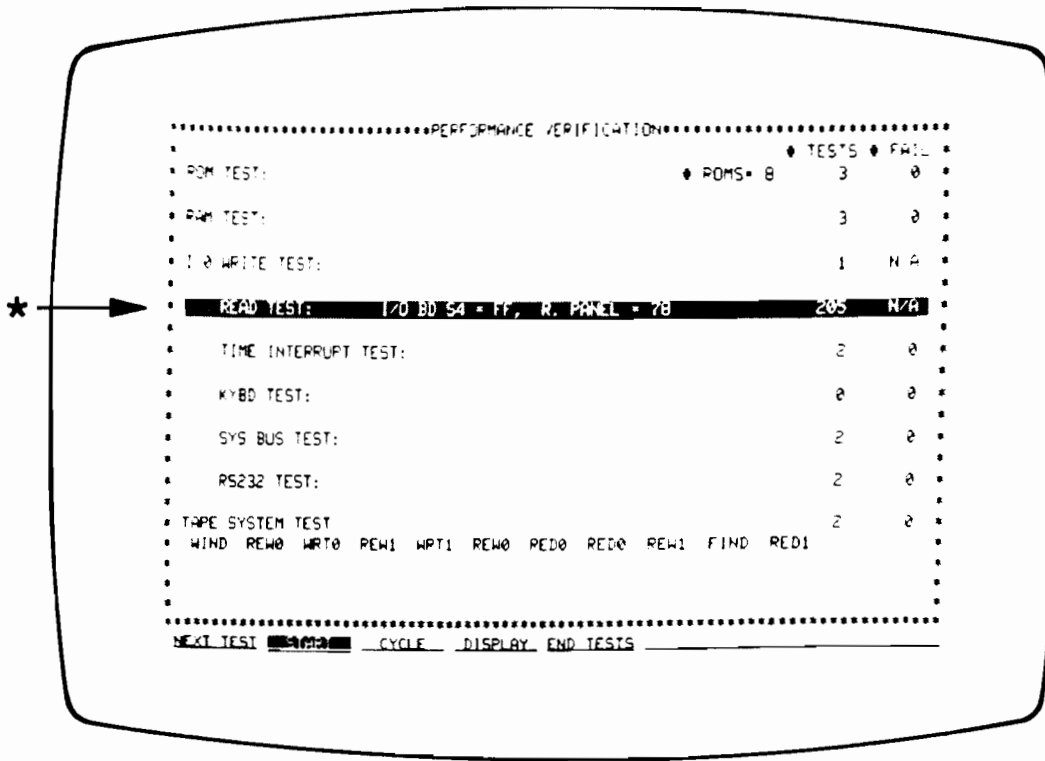 **************************PERFORMANCE VERIFICATION*****************************
# TESTS # FAIL *
* ROM TEST: # ROMS= 8 3 0 *
* RAM TEST: 3 0 *
* I/O WRITE TEST: 1 N/A *
* * READ TEST: I/O BD S4 = FF, R. PANEL = 78 205 N/A *
* TIME INTERRUPT TEST: 2 0 *
* KYBD TEST: 0 0 *
* SYS BUS TEST: 2 0 *
* RS232 TEST: 2 0 *
* TAPE SYSTEM TEST 2 0 *
* WIND REW0 WRT0 REW1 WRT1 REW0 RED0 RED0 REW1 FIND RED1 *
NEXT TEST START CYCLE DISPLAY END TESTS